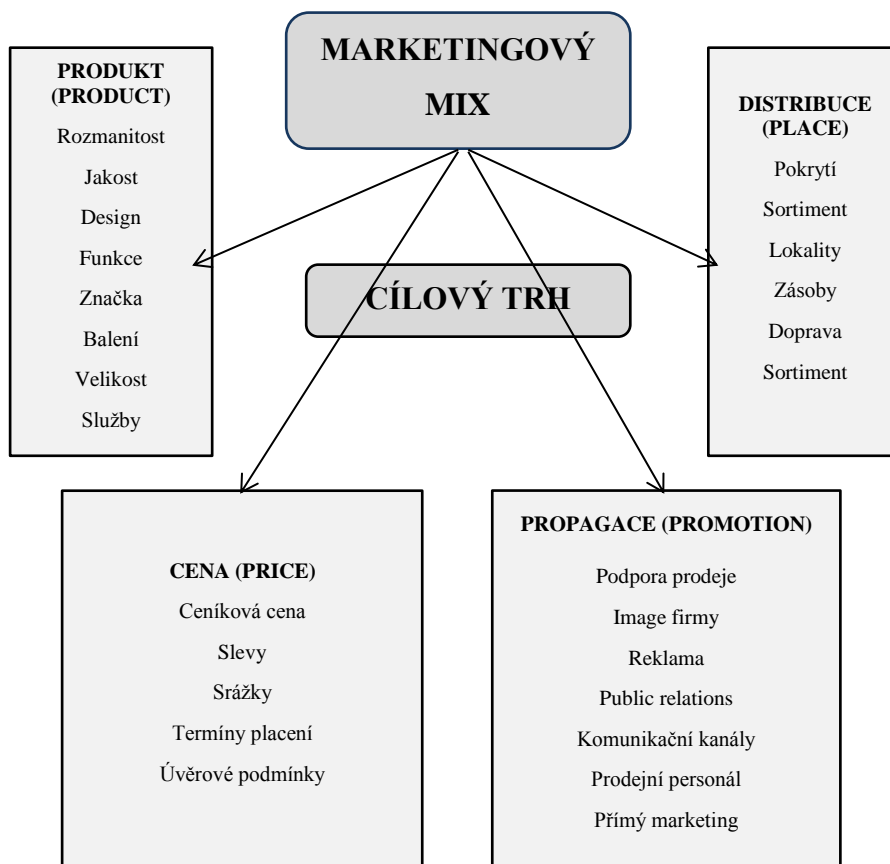 MARKETINGOVÝ
MIX
PRODUKT
(PRODUCT)
Rozmanitost
Jakost
Design
Funkce
Značka
Balení
Velikost
Služby
CÍLOVÝ TRH
DISTRIBUCE
(PLACE)
Pokrytí
Sortiment
Lokality
Zásoby
Doprava
Sortiment
CENA (PRICE)
Ceníková cena
Slevy
Srážky
Termíny placení
Úvěrové podmínky
PROPAGACE (PROMOTION)
Podpora prodeje
Image firmy
Reklama
Public relations
Komunikační kanály
Prodejní personál
Přímý marketing